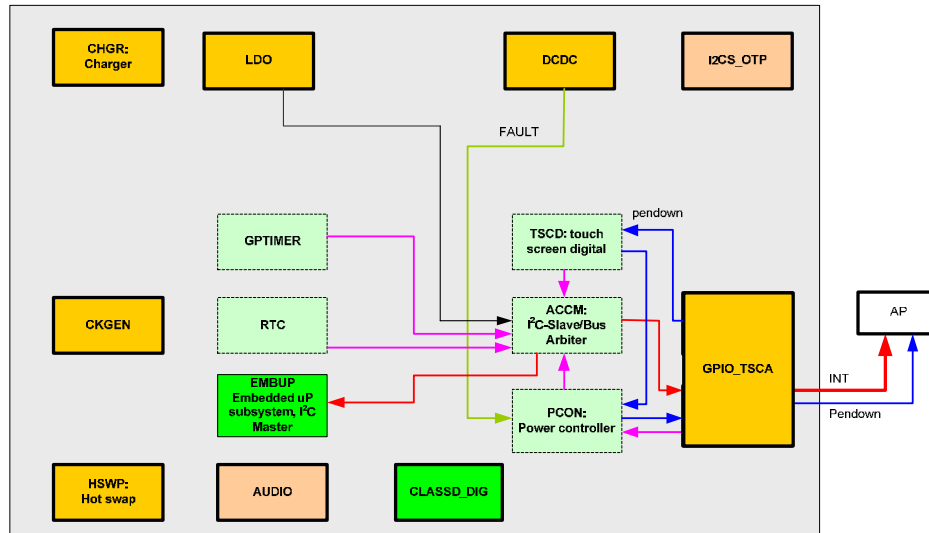 CHGR:
Charger
LDO
DCDC
I2CS_OTP
FAULT
pendown
GPTIMER
TSCD: touch
screen digital
CKGEN
RTC
ACCM:
I²C-Slave/Bus
Arbiter
GPIO_TSCA
AP
INT
Pendown
EMBUP
Embedded uP
subsystem, I²C
Master
PCON:
Power controller
HSWP:
Hot swap
AUDIO
CLASSD_DIG